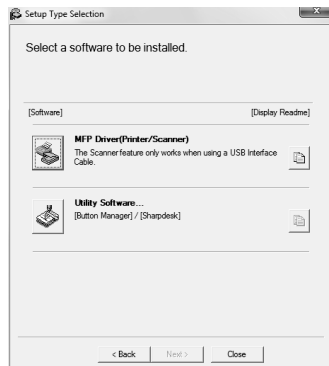 Setup Type Selection
Select a software to be installed.
[Software] [Display Readme]
MFP Driver(Printer/Scanner)
The Scanner feature only works when using a USB Interface
Cable.
Utility Software...
[Button Manager] / [Sharpdesk]
< Back Next > Close